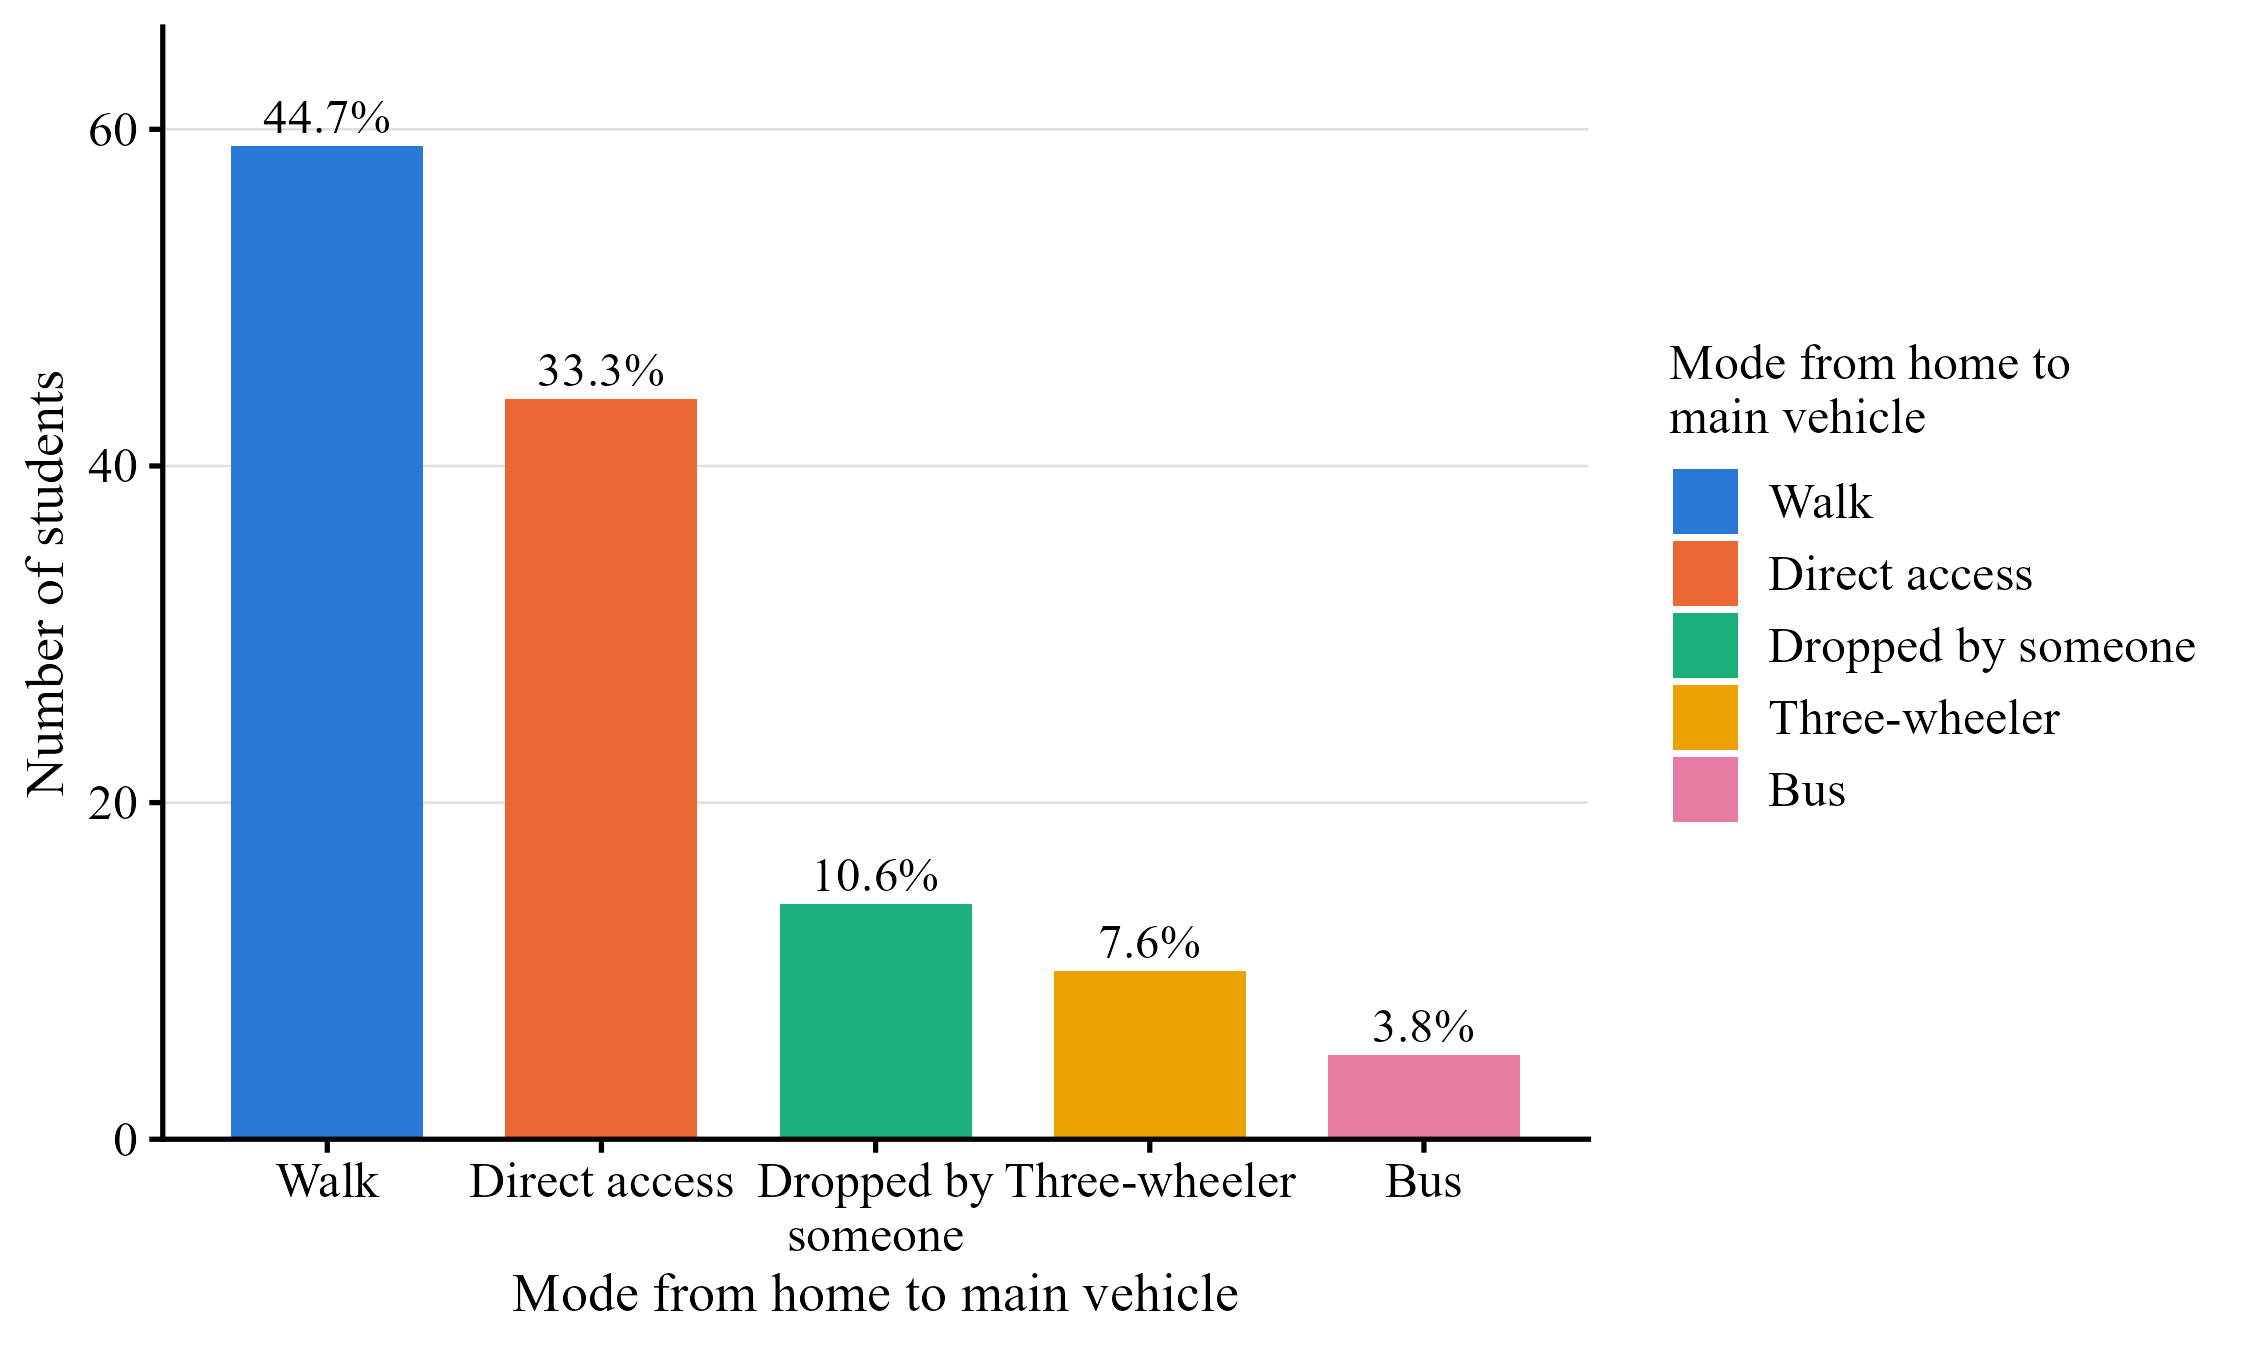 44.7%
33.3%
10.6%
7.6%
3.8%
60
40
20
0
Number of students
Walk
Direct access
Dropped by
someone
Three-wheeler
Bus
Mode from home to main vehicle
Mode from home to
main vehicle
Walk
Direct access
Dropped by someone
Three-wheeler
Bus